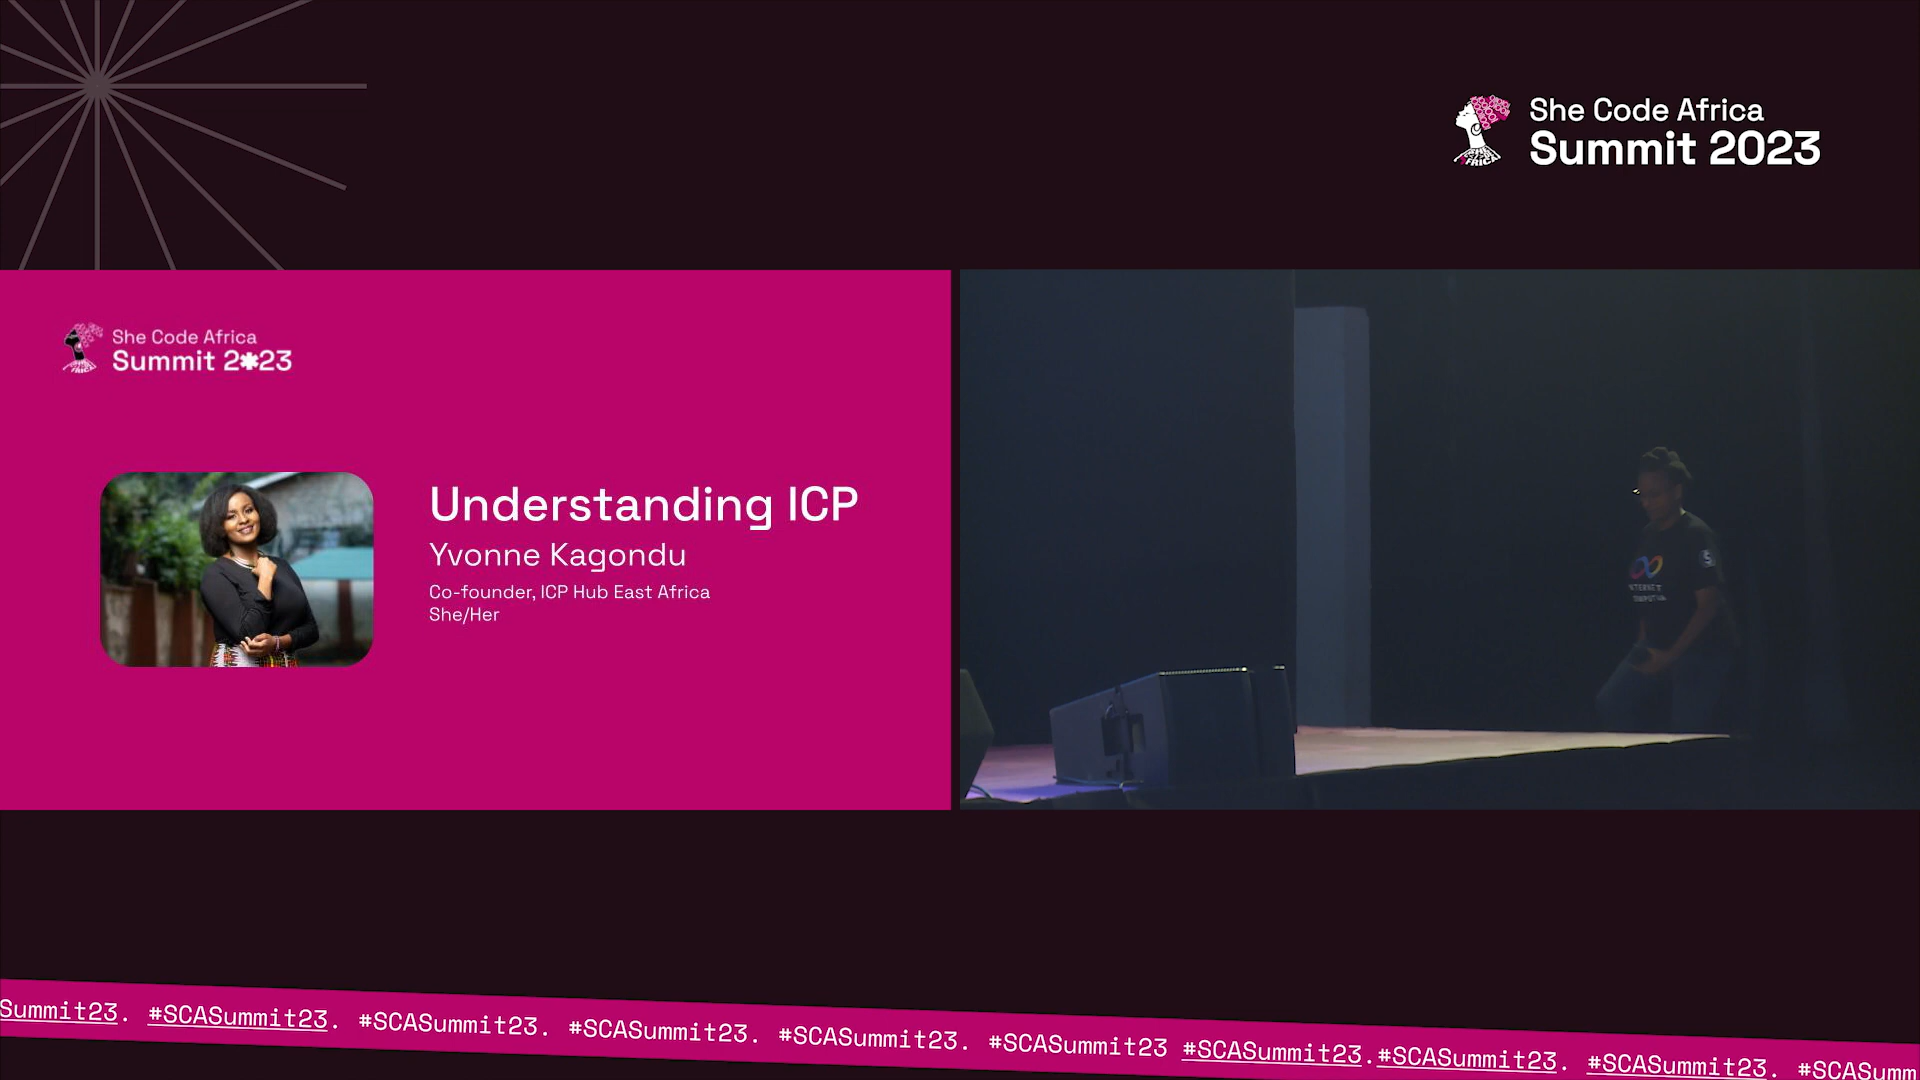 She Code Africa
Summit 2023
She Code Africa
Summit 2✱23
Understanding ICP
Yvonne Kagondu
Co-founder, ICP Hub East Africa
She/Her
Summit23. #SCASummit23. #SCASummit23. #SCASummit23. #SCASummit23. #SCASummit23 #SCASummit23.#SCASummit23. #SCASummit23. #SCASumm